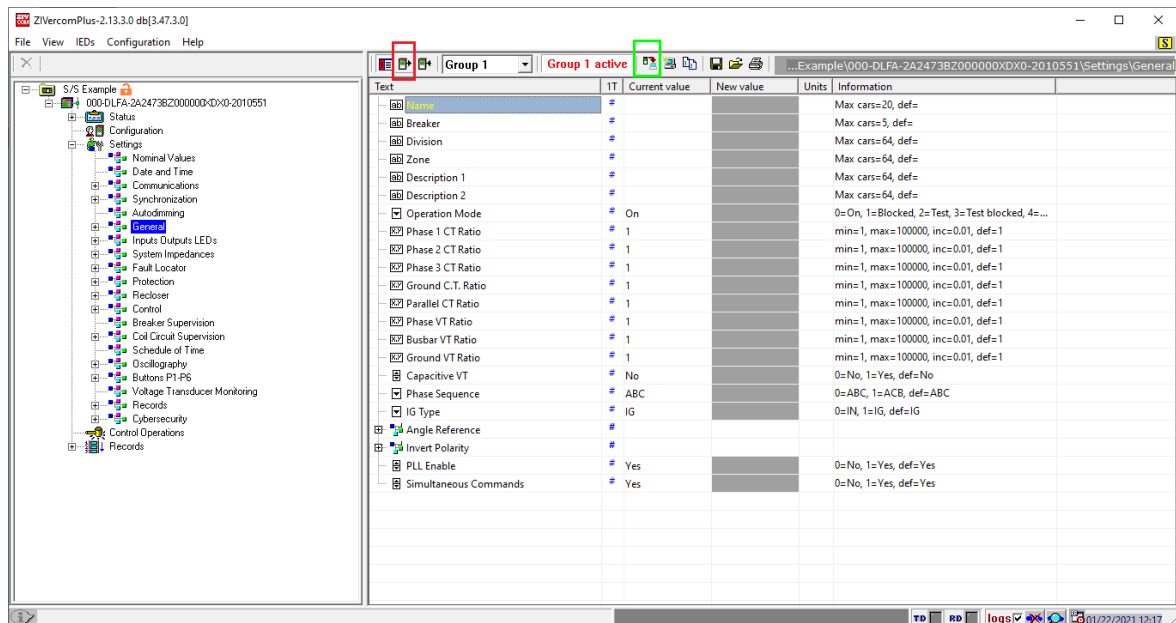 ZIVercomPlus-2.13.3.0 db[3.47.3.0]
File View IEDs Configuration Help
S
Group 1
Group 1 active
...Example\000-DLFA-2A2473BZ000000XDX0-2010551\Settings\General
S/S Example
000-DLFA-2A2473BZ000000XDX0-2010551
Status
Configuration
Settings
Nominal Values
Date and Time
Communications
Synchronization
Autodimming
General
Inputs Outputs LEDs
System Impedances
Fault Locator
Protection
Recloser
Control
Breaker Supervision
Coil Circuit Supervision
Schedule of Time
Oscillography
Buttons P1-P6
Voltage Transducer Monitoring
Records
Cybersecurity
Control Operations
Records
Text 1T Current value New value Units Information
ab Name # Max cars=20, def=
ab Breaker # Max cars=5, def=
ab Division # Max cars=64, def=
ab Zone # Max cars=64, def=
ab Description 1 # Max cars=64, def=
ab Description 2 # Max cars=64, def=
Operation Mode # On 0=On, 1=Blocked, 2=Test, 3=Test blocked, 4=...
X.Y Phase 1 CT Ratio # 1 min=1, max=100000, inc=0.01, def=1
X.Y Phase 2 CT Ratio # 1 min=1, max=100000, inc=0.01, def=1
X.Y Phase 3 CT Ratio # 1 min=1, max=100000, inc=0.01, def=1
X.Y Ground C.T. Ratio # 1 min=1, max=100000, inc=0.01, def=1
X.Y Parallel CT Ratio # 1 min=1, max=100000, inc=0.01, def=1
X.Y Phase VT Ratio # 1 min=1, max=100000, inc=0.01, def=1
X.Y Busbar VT Ratio # 1 min=1, max=100000, inc=0.01, def=1
X.Y Ground VT Ratio # 1 min=1, max=100000, inc=0.01, def=1
Capacitive VT # No 0=No, 1=Yes, def=No
Phase Sequence # ABC 0=ABC, 1=ACB, def=ABC
IG Type # IG 0=IN, 1=IG, def=IG
Angle Reference #
Invert Polarity #
PLL Enable # Yes 0=No, 1=Yes, def=Yes
Simultaneous Commands # Yes 0=No, 1=Yes, def=Yes
TD RD logs 01/22/2021 12:17